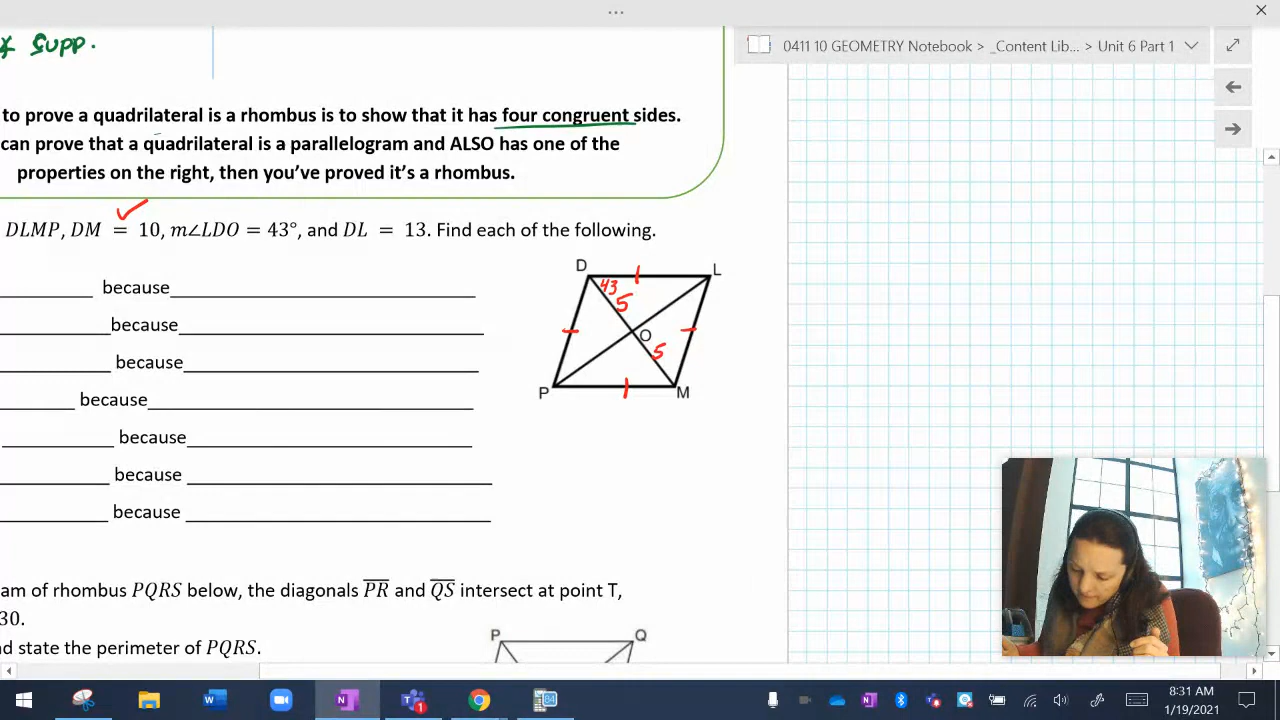 ...
0411 10 GEOMETRY Notebook > _Content Lib... > Unit 6 Part 1
Supp.
to prove a quadrilateral is a rhombus is to show that it has four congruent sides.
can prove that a quadrilateral is a parallelogram and ALSO has one of the
properties on the right, then you've proved it's a rhombus.
DLMP, DM = 10, m∠LDO = 43°, and DL = 13. Find each of the following.
D
L
43
5
O
5
P
M
because
because
because
because
because
because
because
am of rhombus PQRS below, the diagonals P̅R̅ and Q̅S̅ intersect at point T,
30.
nd state the perimeter of PQRS.
P
Q
84
1
8:31 AM
1/19/2021